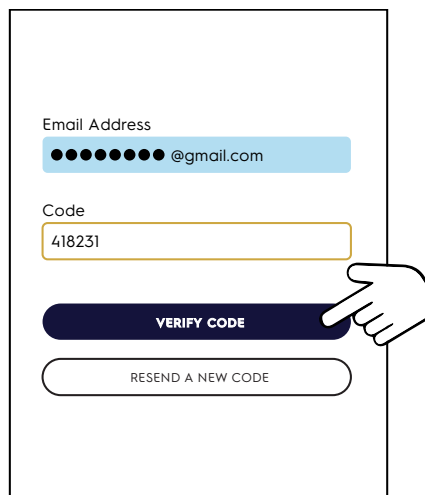 Email Address
●●●●●●●● @gmail.com
Code
418231
VERIFY CODE
RESEND A NEW CODE